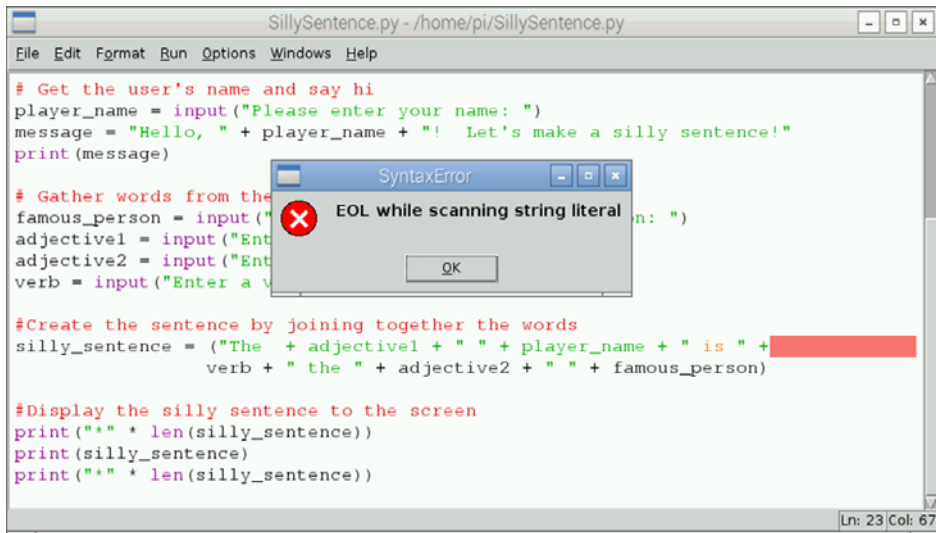 SillySentence.py - /home/pi/SillySentence.py
File Edit Format Run Options Windows Help
# Get the user's name and say hi
player_name = input("Please enter your name: ")
message = "Hello, " + player_name + "!  Let's make a silly sentence!"
print(message)
# Gather words from the
famous_person = input("
n: ")
adjective1 = input("Ent
adjective2 = input("Ent
verb = input("Enter a v
SyntaxError
EOL while scanning string literal
OK
#Create the sentence by joining together the words
silly_sentence = ("The  + adjective1 + " " + player_name + " is " +
verb + " the " + adjective2 + " " + famous_person)
#Display the silly sentence to the screen
print("*" * len(silly_sentence))
print(silly_sentence)
print("*" * len(silly_sentence))
Ln: 23 Col: 67